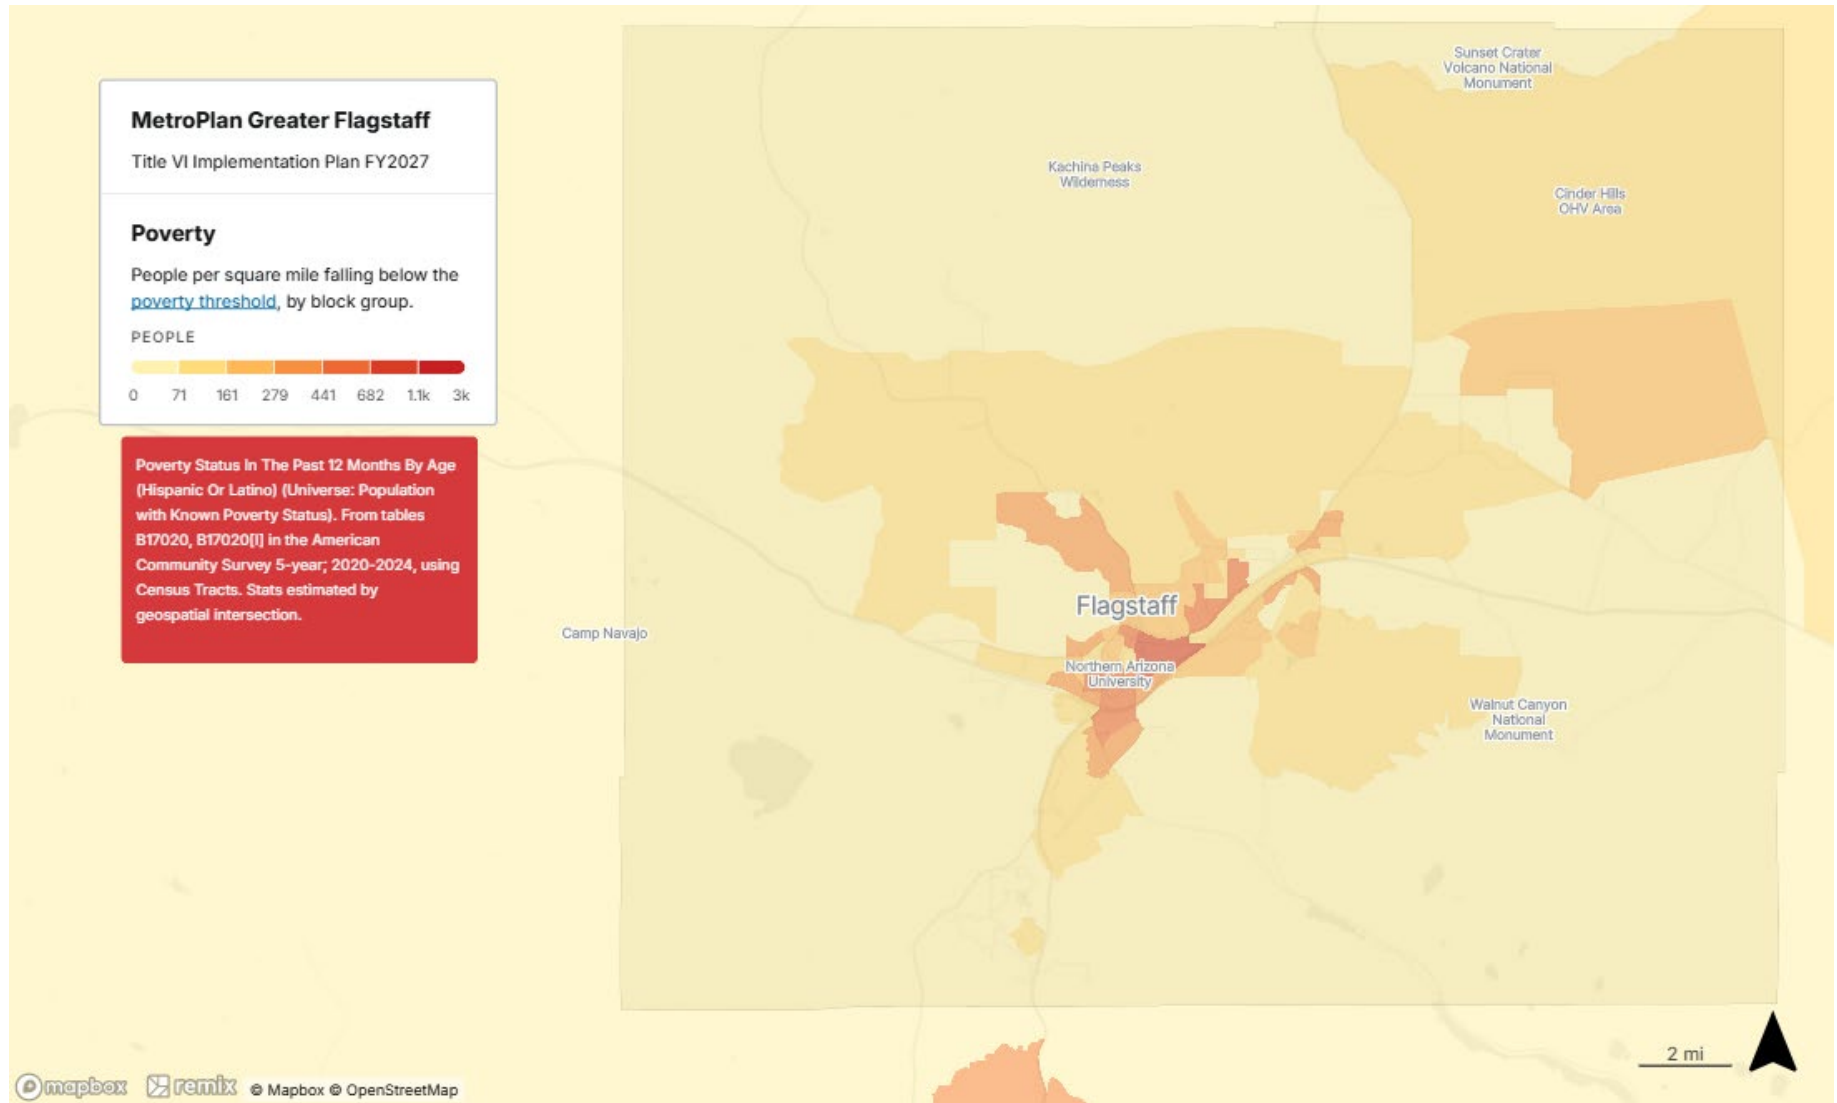 MetroPlan Greater Flagstaff
Title VI Implementation Plan FY2027
Poverty
People per square mile falling below the
poverty threshold, by block group.
PEOPLE
0 71 161 279 441 682 1.1k 3k
Poverty Status In The Past 12 Months By Age
(Hispanic Or Latino) (Universe: Population
with Known Poverty Status). From tables
B17020, B17020[I] in the American
Community Survey 5-year; 2020-2024, using
Census Tracts. Stats estimated by
geospatial intersection.
Sunset Crater
Volcano National
Monument
Kachina Peaks
Wilderness
Cinder Hills
OHV Area
Flagstaff
Camp Navajo
Northern Arizona
University
Walnut Canyon
National
Monument
2 mi
mapbox remix © Mapbox © OpenStreetMap